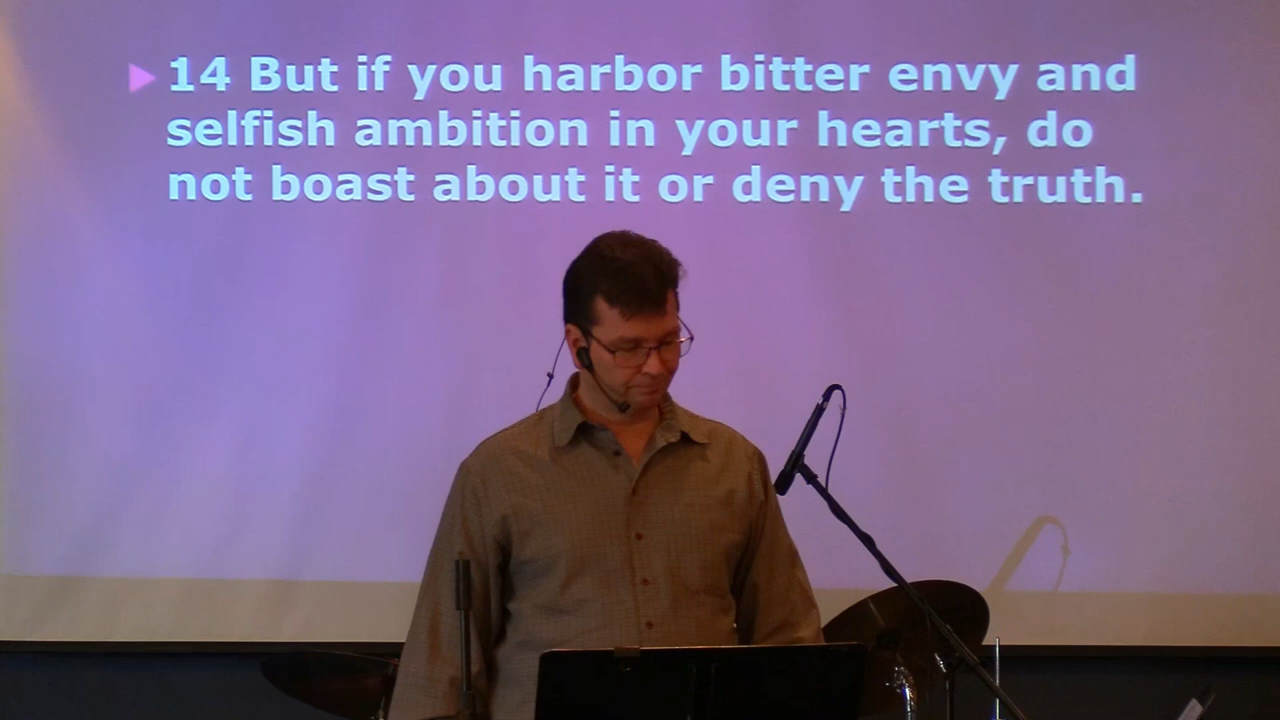 14 But if you harbor bitter envy and
selfish ambition in your hearts, do
not boast about it or deny the truth.